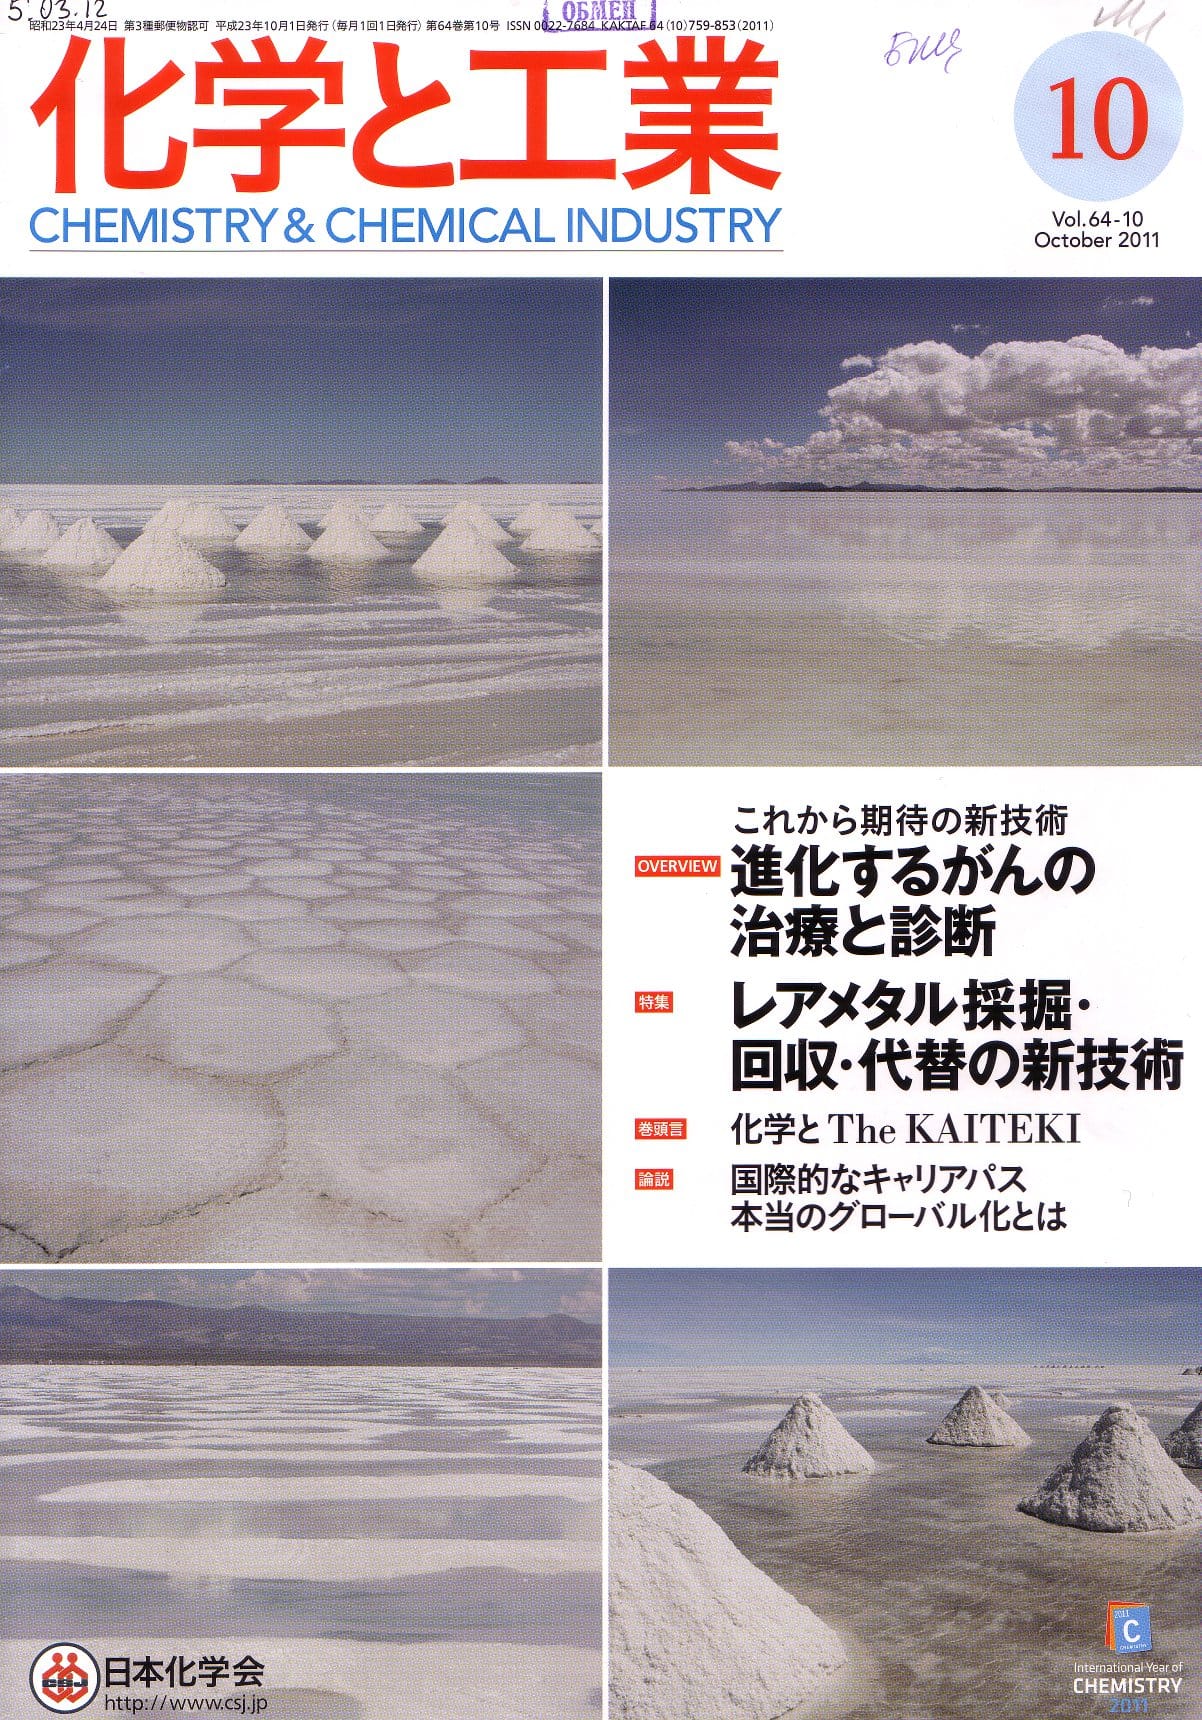 5 03.12
ОБМЕН
昭和23年4月24日 第3種郵便物認可 平成23年10月1日発行（毎月1回1日発行）第64巻第10号 ISSN 0022-7684 KAKTAF 64（10）759-853（2011）
化学と工業
CHEMISTRY & CHEMICAL INDUSTRY
10
Vol.64-10
October 2011
これから期待の新技術
OVERVIEW 進化するがんの
治療と診断
特集 レアメタル採掘・
回収・代替の新技術
巻頭言 化学と The KAITEKI
論説 国際的なキャリアパス
本当のグローバル化とは
CSJ 日本化学会
http://www.csj.jp
2011
C
CHEMISTRY
International Year of
CHEMISTRY
2011